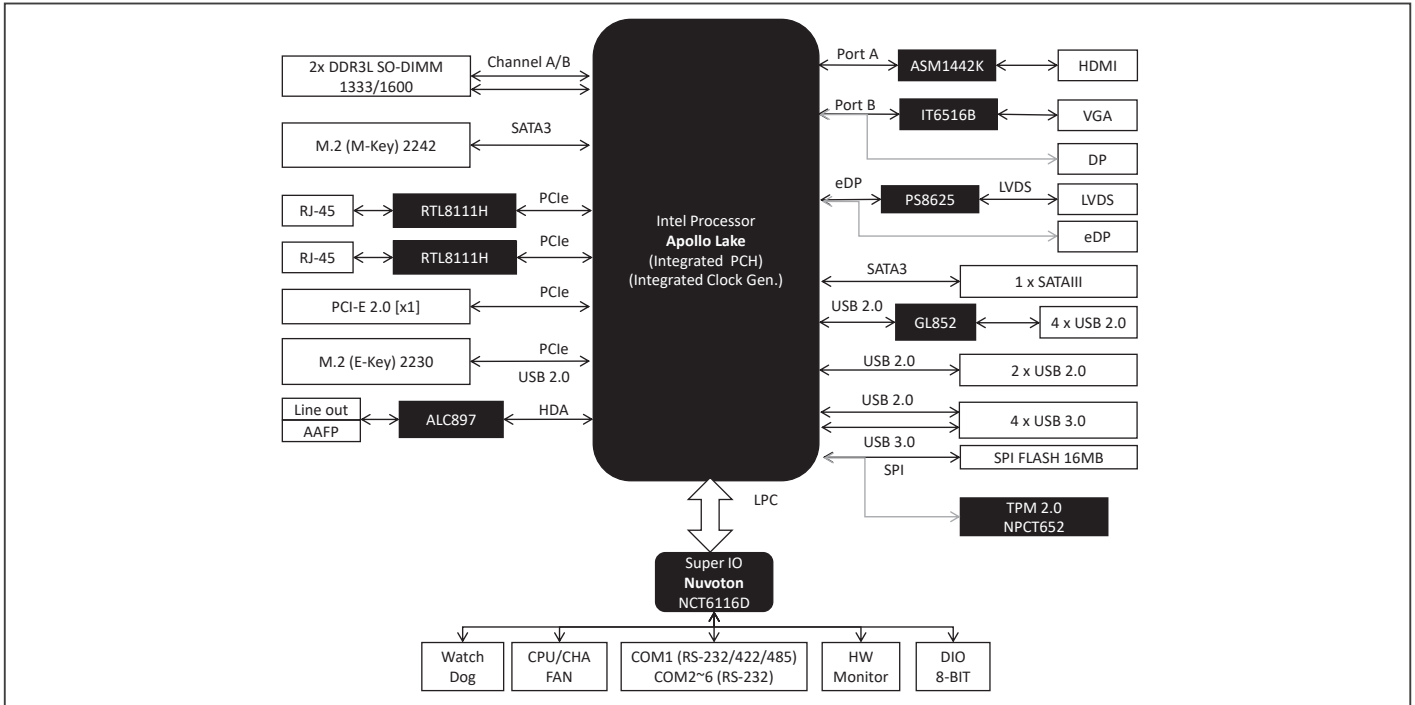 2x DDR3L SO-DIMM
1333/1600
Channel A/B
M.2 (M-Key) 2242
SATA3
RJ-45
RTL8111H
PCIe
RJ-45
RTL8111H
PCIe
PCI-E 2.0 [x1]
PCIe
M.2 (E-Key) 2230
PCIe
USB 2.0
Line out
AAFP
ALC897
HDA
Intel Processor
Apollo Lake
(Integrated PCH)
(Integrated Clock Gen.)
Port A
ASM1442K
HDMI
Port B
IT6516B
VGA
DP
eDP
PS8625
LVDS
LVDS
eDP
SATA3
1 x SATAIII
USB 2.0
GL852
4 x USB 2.0
USB 2.0
2 x USB 2.0
USB 2.0
4 x USB 3.0
USB 3.0
SPI FLASH 16MB
SPI
TPM 2.0
NPCT652
LPC
Super IO
Nuvoton
NCT6116D
Watch
Dog
CPU/CHA
FAN
COM1 (RS-232/422/485)
COM2~6 (RS-232)
HW
Monitor
DIO
8-BIT